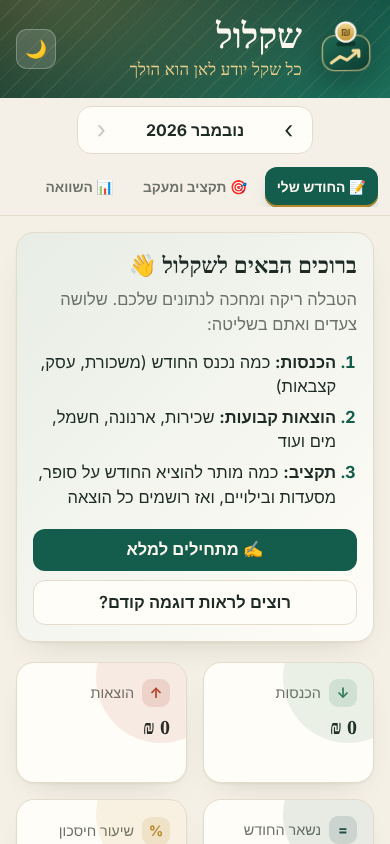 שקלול
כל שקל יודע לאן הוא הולך
נובמבר 2026
📝 החודש שלי
🎯 תקציב ומעקב
📊 השוואה
ברוכים הבאים לשקלול 👋
הטבלה ריקה ומחכה לנתונים שלכם. שלושה
צעדים ואתם בשליטה:
1. הכנסות: כמה נכנס החודש (משכורת, עסק,
קצבאות)
2. הוצאות קבועות: שכירות, ארנונה, חשמל,
מים ועוד
3. תקציב: כמה מותר להוציא החודש על סופר,
מסעדות ובילויים, ואז רושמים כל הוצאה
✍️ מתחילים למלא
רוצים לראות דוגמה קודם?
↓ הכנסות
0 ₪
↑ הוצאות
0 ₪
= נשאר החודש
% שיעור חיסכון